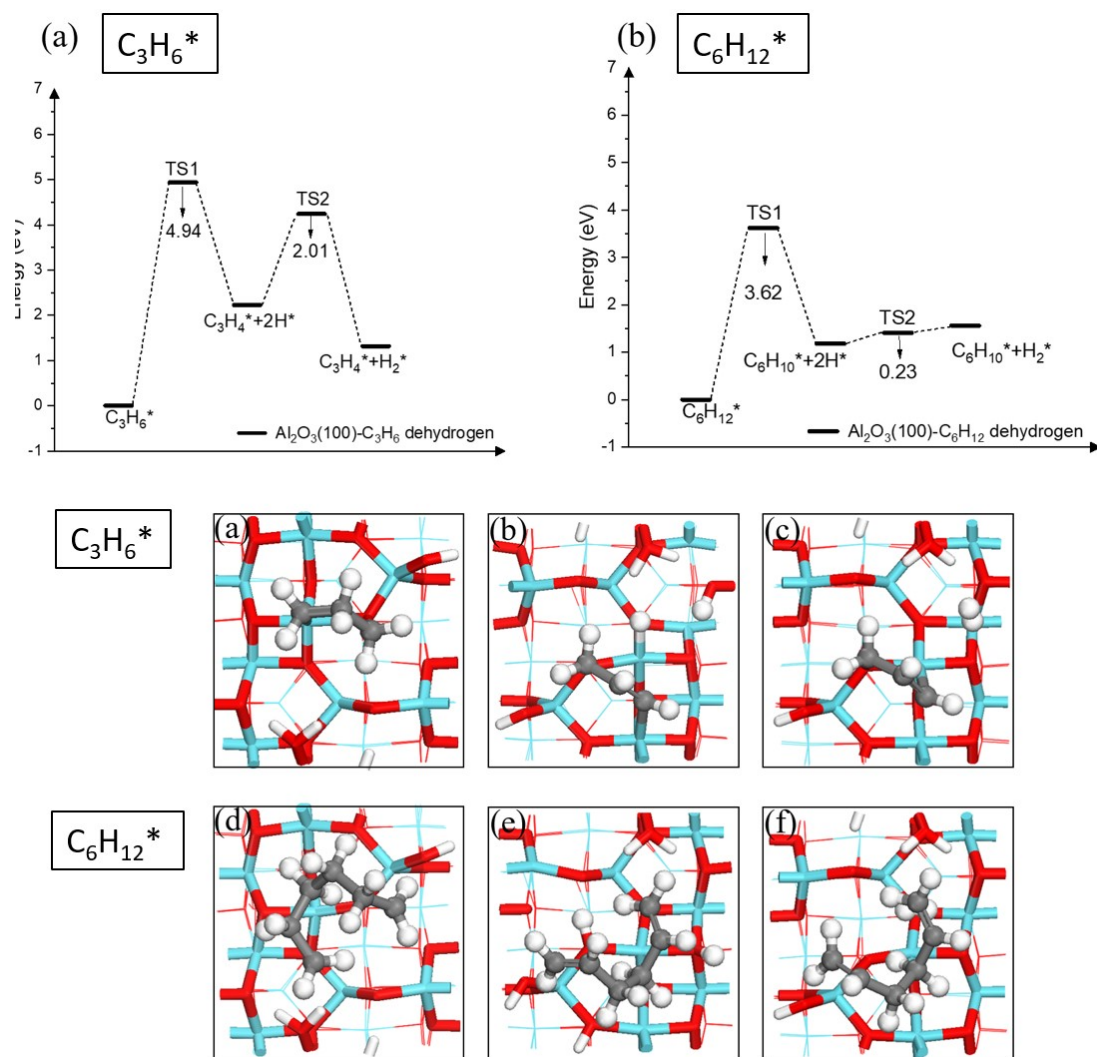 (a) C₃H₆*
(b) C₆H₁₂*
7
6
5
4
3
2
1
0
-1
Energy (eV)
TS1
4.94
TS2
2.01
C₃H₄*+2H*
C₃H₄*+H₂*
C₃H₆*
Al₂O₃(100)-C₃H₆ dehydrogen
7
6
5
4
3
2
1
0
-1
Energy (eV)
TS1
3.62
TS2
0.23
C₆H₁₀*+2H*
C₆H₁₀*+H₂*
C₆H₁₂*
Al₂O₃(100)-C₆H₁₂ dehydrogen
C₃H₆*
(a)
(b)
(c)
C₆H₁₂*
(d)
(e)
(f)